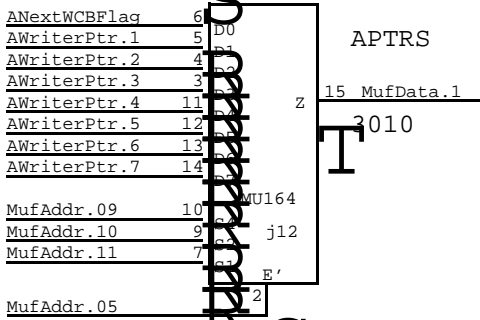 ANextWCBFlag 6 D0
AWriterPtr.1 5 D1
AWriterPtr.2 4
AWriterPtr.3 3
AWriterPtr.4 11
AWriterPtr.5 12
AWriterPtr.6 13
AWriterPtr.7 14
MufAddr.09 10
MufAddr.10 9
MufAddr.11 7
MufAddr.05
APTRS
Z 15 MufData.1
3010
T
MU164
j12
E'
2